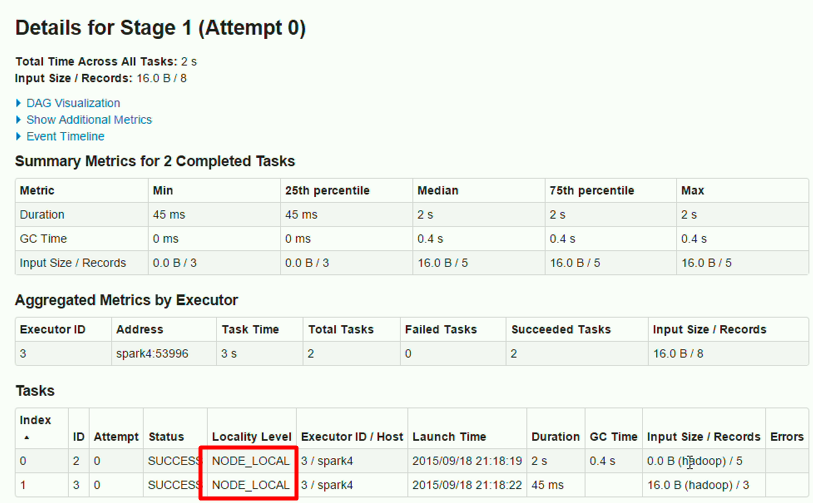 Details for Stage 1 (Attempt 0)
Total Time Across All Tasks: 2 s
Input Size / Records: 16.0 B / 8
DAG Visualization
Show Additional Metrics
Event Timeline
Summary Metrics for 2 Completed Tasks
Metric Min 25th percentile Median 75th percentile Max
Duration 45 ms 45 ms 2 s 2 s 2 s
GC Time 0 ms 0 ms 0.4 s 0.4 s 0.4 s
Input Size / Records 0.0 B / 3 0.0 B / 3 16.0 B / 5 16.0 B / 5 16.0 B / 5
Aggregated Metrics by Executor
Executor ID Address Task Time Total Tasks Failed Tasks Succeeded Tasks Input Size / Records
3 spark4:53996 3 s 2 0 2 16.0 B / 8
Tasks
Index ID Attempt Status Locality Level Executor ID / Host Launch Time Duration GC Time Input Size / Records Errors
0 2 0 SUCCESS NODE_LOCAL 3 / spark4 2015/09/18 21:18:19 2 s 0.4 s 0.0 B (hadoop) / 5
1 3 0 SUCCESS NODE_LOCAL 3 / spark4 2015/09/18 21:18:22 45 ms 16.0 B (hadoop) / 3